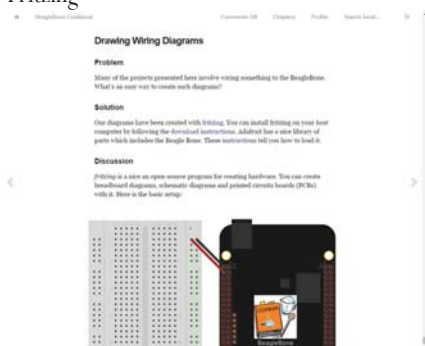 Fritzing
BeagleBone Cookbook Comments Off Chapters Profile Search book...
Drawing Wiring Diagrams
Problem
Many of the projects presented here involve wiring something to the BeagleBone.
What's an easy way to create such diagrams?
Solution
Our diagrams have been created with fritzing. You can install fritzing on your host
computer by following the download instructions. Adafruit has a nice library of
parts which includes the Beagle Bone. These instructions tell you how to load it.
Discussion
fritzing is a nice an open-source program for creating hardware. You can create
breadboard diagrams, schematic diagrams and printed circuits boards (PCBs)
with it. Here is the basic setup:
BeagleBone